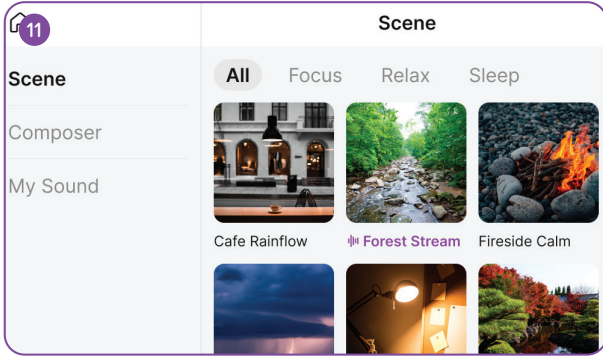 11
Scene
Scene
Composer
My Sound
All Focus Relax Sleep
Cafe Rainflow
Forest Stream
Fireside Calm